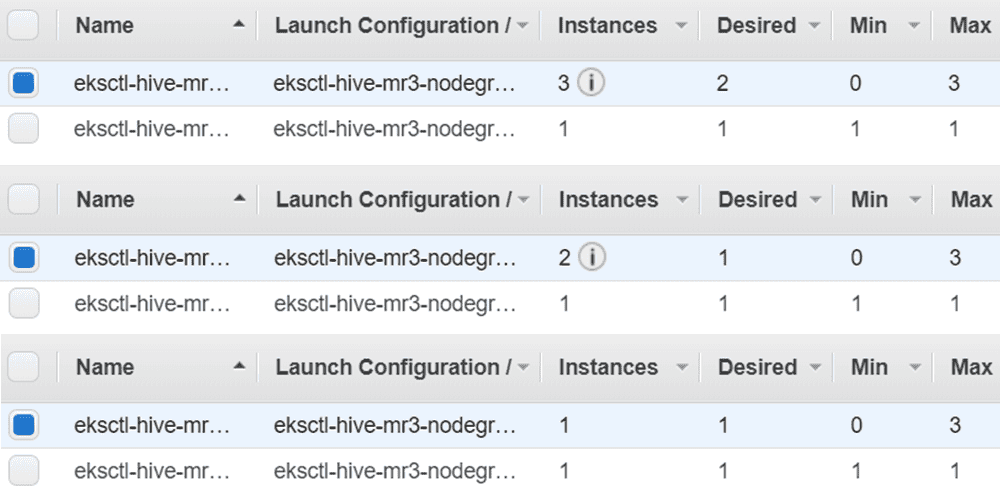 Name Launch Configuration / Instances Desired Min Max
eksctl-hive-mr… eksctl-hive-mr3-nodegr… 3 i 2 0 3
eksctl-hive-mr… eksctl-hive-mr3-nodegr… 1 1 1 1
Name Launch Configuration / Instances Desired Min Max
eksctl-hive-mr… eksctl-hive-mr3-nodegr… 2 i 1 0 3
eksctl-hive-mr… eksctl-hive-mr3-nodegr… 1 1 1 1
Name Launch Configuration / Instances Desired Min Max
eksctl-hive-mr… eksctl-hive-mr3-nodegr… 1 1 0 3
eksctl-hive-mr… eksctl-hive-mr3-nodegr… 1 1 1 1